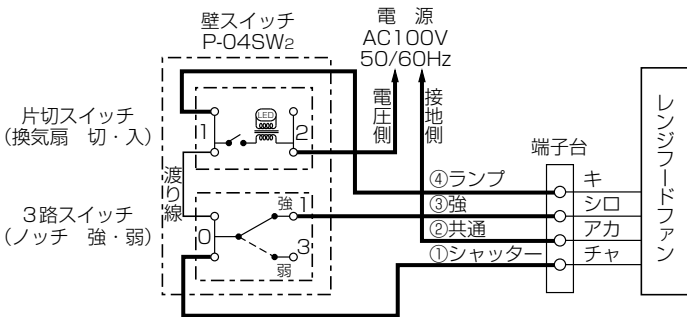 壁スイッチ
P-04SW2
電 源
AC100V
50/60Hz
片切スイッチ
(換気扇 切・入)
1
LED
2
電圧側
接地側
端子台
レンジフードファン
渡り線
④ランプ
キ
③強
シロ
②共通
アカ
①シャッター
チャ
3路スイッチ
(ノッチ 強・弱)
0
強
1
弱
3